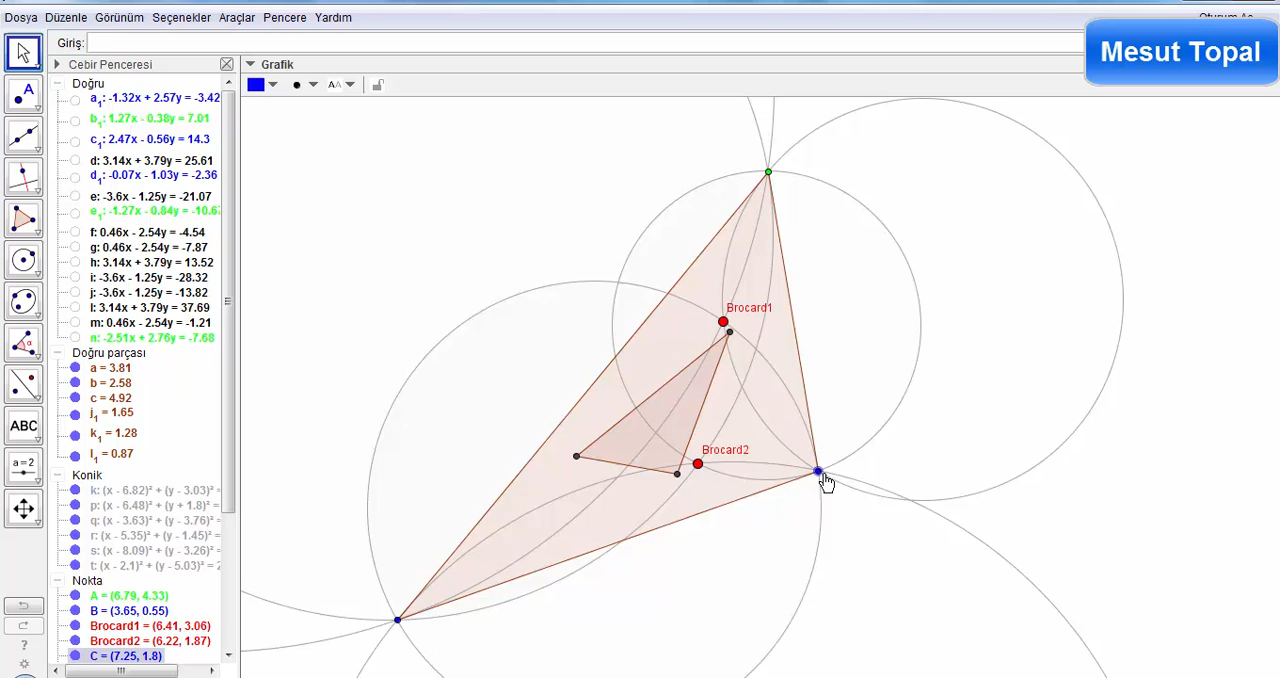 Dosya Düzenle Görünüm Seçenekler Araçlar Pencere Yardım
Giriş:
Mesut Topal
Cebir Penceresi
Grafik
AA
Doğru
a1: -1.32x + 2.57y = -3.42
b1: 1.27x - 0.38y = 7.01
c1: 2.47x - 0.56y = 14.3
d: 3.14x + 3.79y = 25.61
d1: -0.07x - 1.03y = -2.36
e: -3.6x - 1.25y = -21.07
e1: -1.27x - 0.84y = -10.6
f: 0.46x - 2.54y = -4.54
g: 0.46x - 2.54y = -7.87
h: 3.14x + 3.79y = 13.52
i: -3.6x - 1.25y = -28.32
j: -3.6x - 1.25y = -13.82
l: 3.14x + 3.79y = 37.69
m: 0.46x - 2.54y = -1.21
n: -2.51x + 2.76y = -7.68
Doğru parçası
a = 3.81
b = 2.58
c = 4.92
j1 = 1.65
k1 = 1.28
l1 = 0.87
Konik
k: (x - 6.82)² + (y - 3.03)² =
p: (x - 6.48)² + (y + 1.8)² =
q: (x - 3.63)² + (y - 3.76)² =
r: (x - 5.35)² + (y - 1.45)² =
s: (x - 8.09)² + (y - 3.26)² =
t: (x - 2.1)² + (y - 5.03)² = 2
Nokta
A = (6.79, 4.33)
B = (3.65, 0.55)
Brocard1 = (6.41, 3.06)
Brocard2 = (6.22, 1.87)
C = (7.25, 1.8)
A
α
ABC
a=2
?
Brocard1
Brocard2